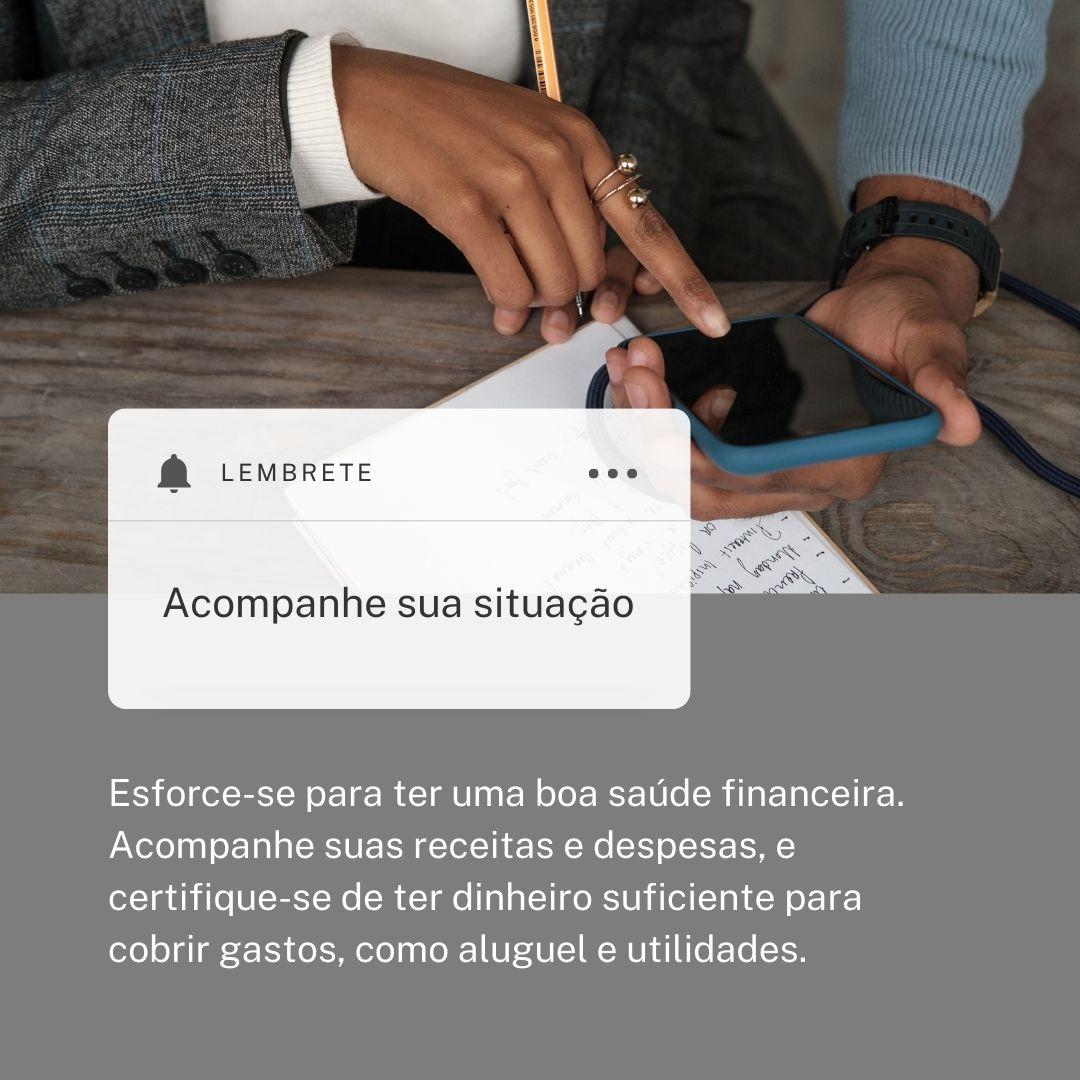 LEMBRETE
Acompanhe sua situação
Esforce-se para ter uma boa saúde financeira.
Acompanhe suas receitas e despesas, e
certifique-se de ter dinheiro suficiente para
cobrir gastos, como aluguel e utilidades.